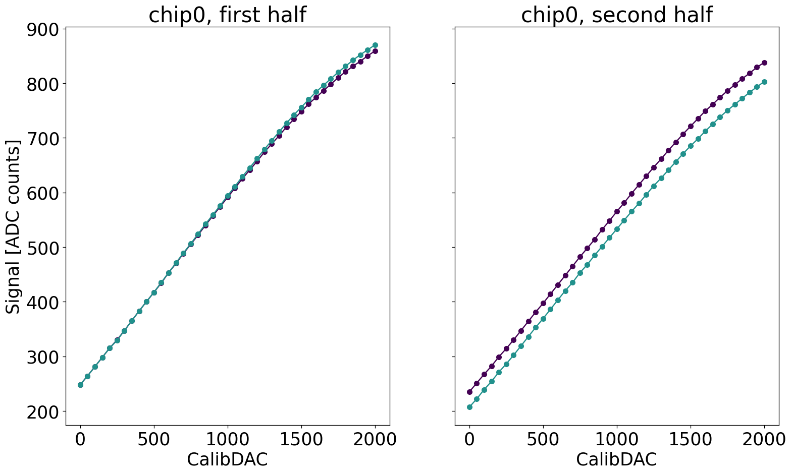 chip0, first half
chip0, second half
Signal [ADC counts]
900
800
700
600
500
400
300
200
0 500 1000 1500 2000
0 500 1000 1500 2000
CalibDAC
CalibDAC